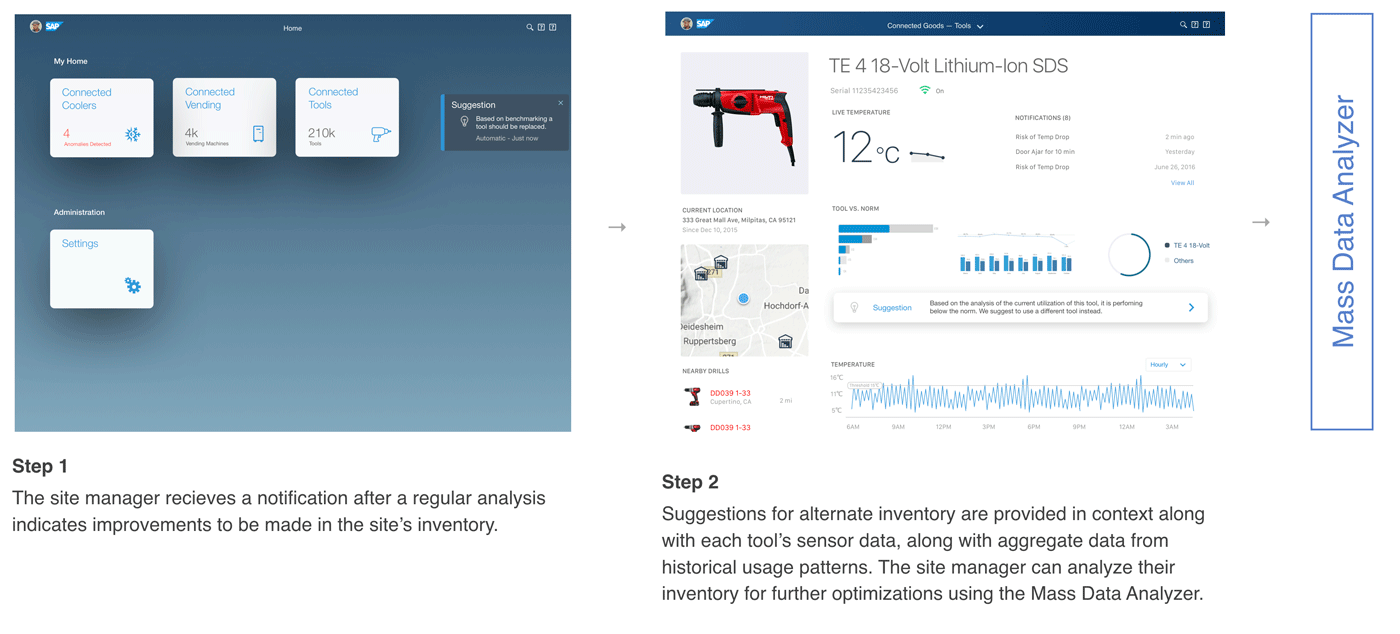 SAP
Home
My Home
Connected
Coolers
4
Anomalies Detected
Connected
Vending
4k
Vending Machines
Connected
Tools
210k
Tools
Suggestion
Based on benchmarking a
tool should be replaced.
Automatic - Just now
Administration
Settings
Step 1
The site manager recieves a notification after a regular analysis
indicates improvements to be made in the site's inventory.
SAP
Connected Goods — Tools
TE 4 18-Volt Lithium-Ion SDS
Serial 11235423456
On
LIVE TEMPERATURE
12°C
NOTIFICATIONS (8)
Risk of Temp Drop 2 min ago
Door Ajar for 10 min Yesterday
Risk of Temp Drop June 26, 2016
View All
CURRENT LOCATION
333 Great Mall Ave, Milpitas, CA 95121
Since Dec 10, 2015
271
Da
Hochdorf-A
Deidesheim
Ruppertsberg
271
NEARBY DRILLS
DD039 1-33
Cupertino, CA
2 mi
DD039 1-33
TOOL VS. NORM
TE 4 18-Volt
Others
Suggestion
Based on the analysis of the current utilization of this tool, it is perfoming
below the norm. We suggest to use a different tool instead.
TEMPERATURE
Hourly
16°C
11°C
5°C
6AM 9AM 12PM 3PM 6PM 9PM 12AM 3AM
Step 2
Suggestions for alternate inventory are provided in context along
with each tool's sensor data, along with aggregate data from
historical usage patterns. The site manager can analyze their
inventory for further optimizations using the Mass Data Analyzer.
Mass Data Analyzer